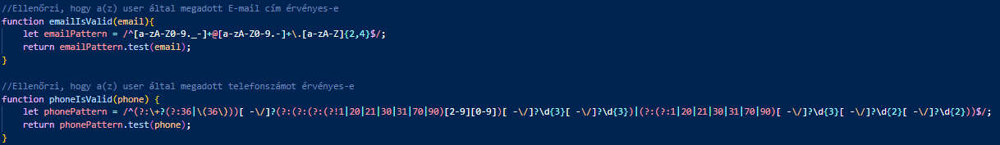 //Ellenőrzi, hogy a(z) user által megadott E-mail cím érvényes-e
function emailIsValid(email){
let emailPattern = /^[a-zA-Z0-9._-]+@[a-zA-Z0-9.-]+\.[a-zA-Z]{2,4}$/;
return emailPattern.test(email);
}
//Ellenőrzi, hogy a(z) user által megadott telefonszámot érvényes-e
function phoneIsValid(phone) {
let phonePattern = /^(?:\+?(?:36|\(36\)))[ -\/]?(?:(?:(?:(?!1|20|21|30|31|70|90)[2-9][0-9])[ -\/]?\d{3}[ -\/]?\d{3})|(?:(?:1|20|21|30|31|70|90)[ -\/]?\d{3}[ -\/]?\d{2}[ -\/]?\d{2}))$/;
return phonePattern.test(phone);
}